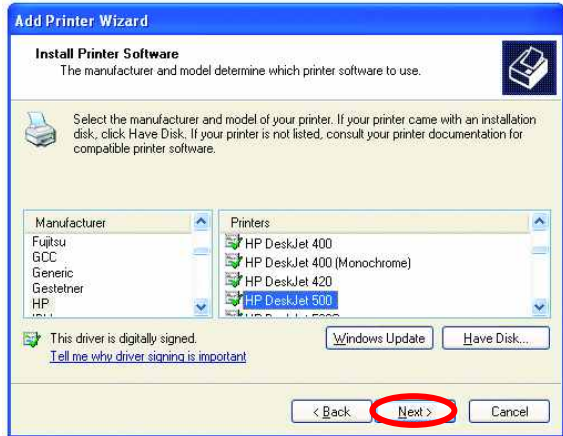 Add Printer Wizard
Install Printer Software
The manufacturer and model determine which printer software to use.
Select the manufacturer and model of your printer. If your printer came with an installation
disk, click Have Disk. If your printer is not listed, consult your printer documentation for
compatible printer software.
Manufacturer
Fujitsu
GCC
Generic
Gestetner
HP
Printers
HP DeskJet 400
HP DeskJet 400 (Monochrome)
HP DeskJet 420
HP DeskJet 500
This driver is digitally signed.
Tell me why driver signing is important
Windows Update
Have Disk...
< Back
Next >
Cancel